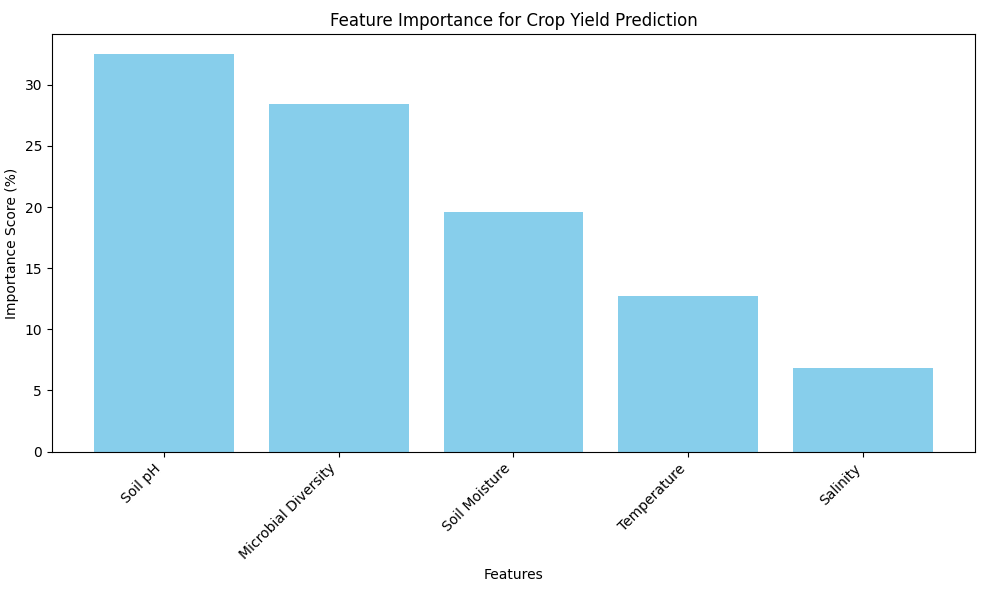 Feature Importance for Crop Yield Prediction
Importance Score (%)
30
25
20
15
10
5
0
Soil pH
Microbial Diversity
Soil Moisture
Temperature
Salinity
Features